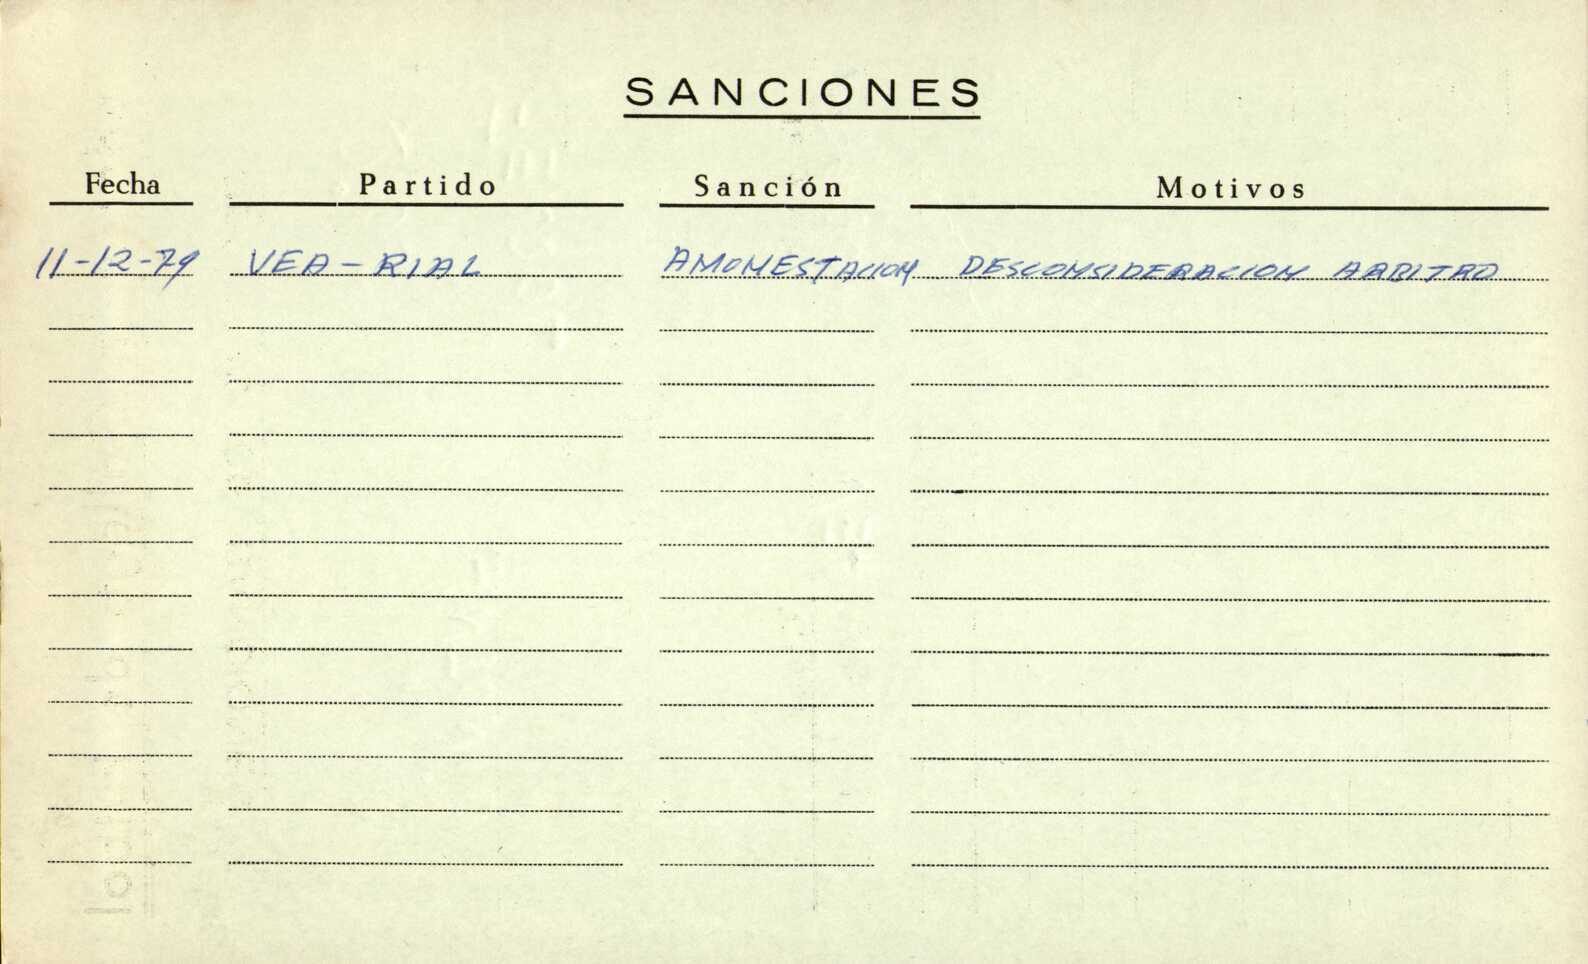 SANCIONES
Fecha Partido Sanción Motivos
11-12-79 VEA-RIAL AMONESTACION DESCONSIDERACION ARBITRO